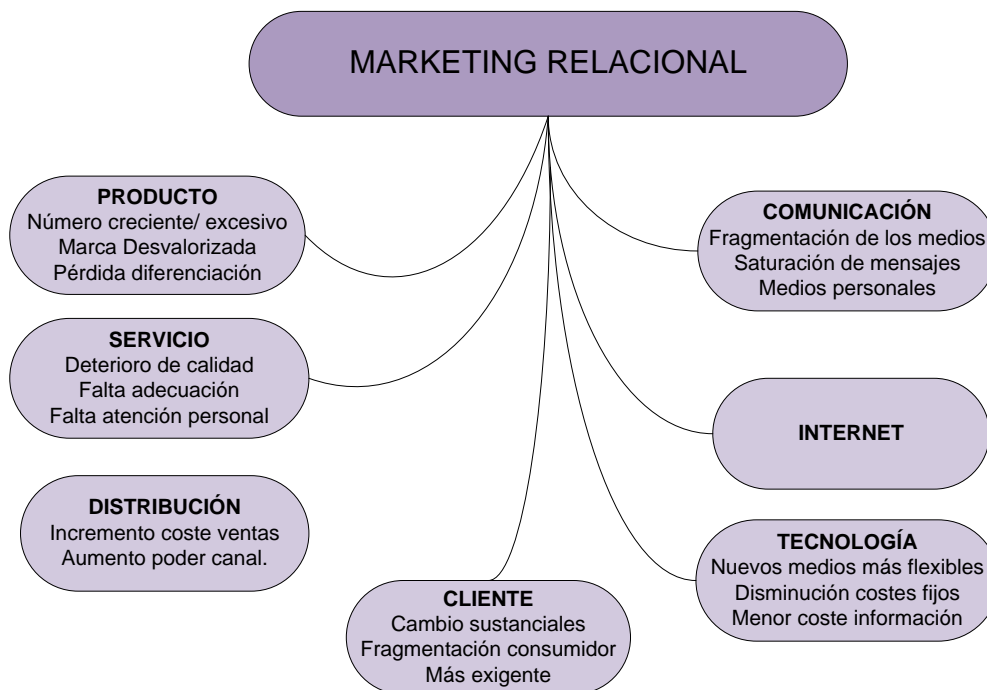 MARKETING RELACIONAL
PRODUCTO
Número creciente/ excesivo
Marca Desvalorizada
Pérdida diferenciación
SERVICIO
Deterioro de calidad
Falta adecuación
Falta atención personal
DISTRIBUCIÓN
Incremento coste ventas
Aumento poder canal.
CLIENTE
Cambio sustanciales
Fragmentación consumidor
Más exigente
COMUNICACIÓN
Fragmentación de los medios
Saturación de mensajes
Medios personales
INTERNET
TECNOLOGÍA
Nuevos medios más flexibles
Disminución costes fijos
Menor coste información